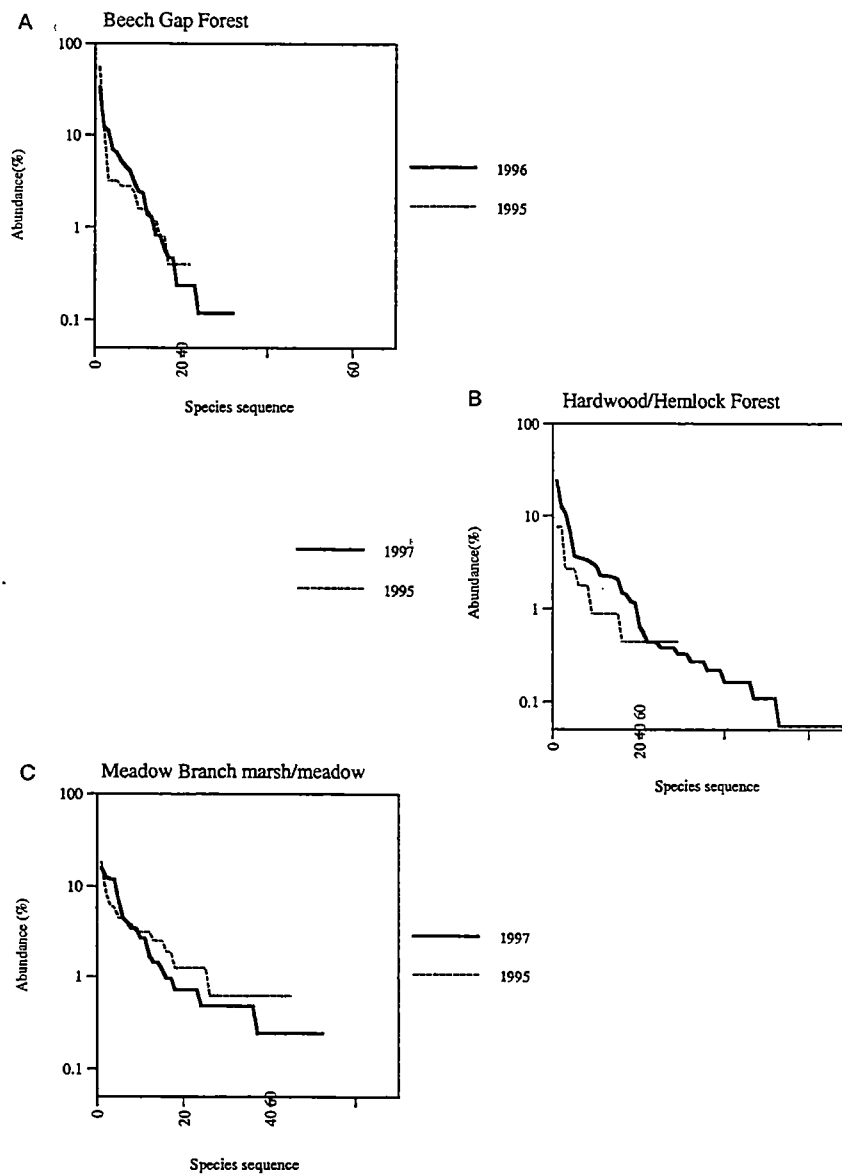 A
Beech Gap Forest
100
10
1
0.1
Abundance(%)
0
20 40
60
Species sequence
1996
1995
B
Hardwood/Hemlock Forest
100
10
1
0.1
Abundance(%)
0
20 40 60
Species sequence
1997
1995
C
Meadow Branch marsh/meadow
100
10
1
0.1
Abundance (%)
0
20
40 60
Species sequence
1997
1995